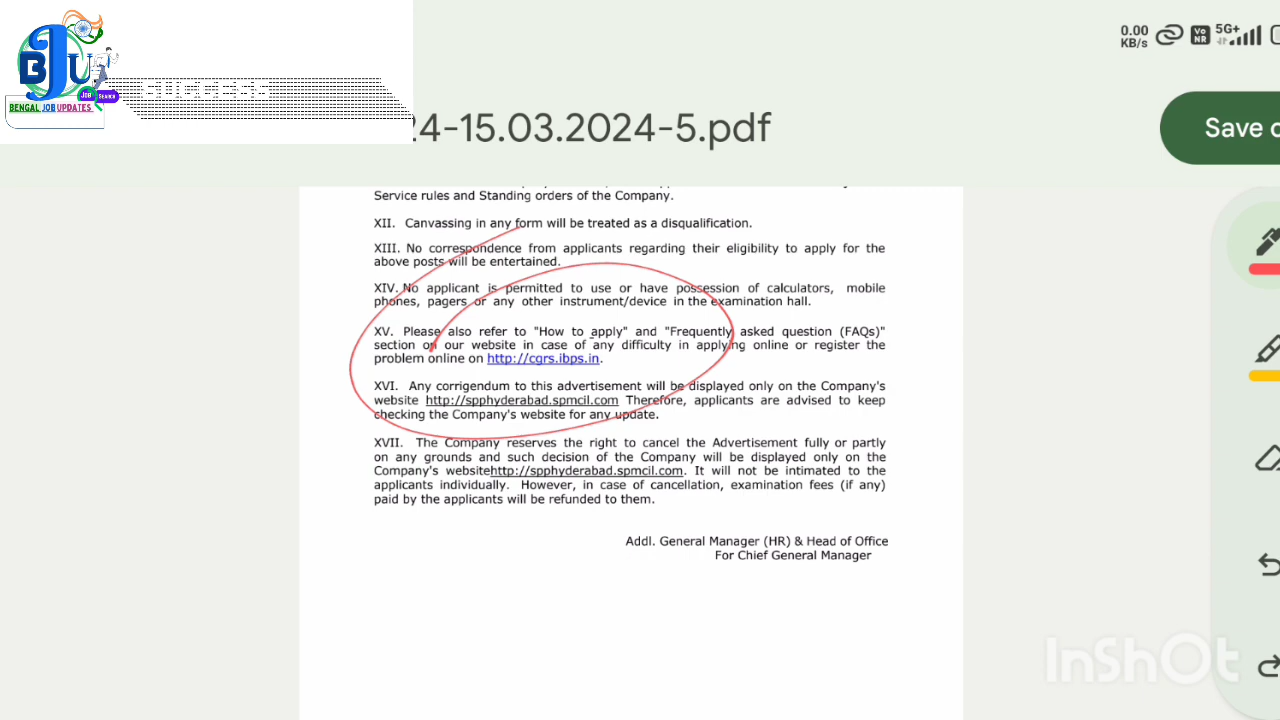 BJU
BENGAL JOB UPDATES
JOB
SEARCH
0.00
KB/s
Vo
NR
5G+
24-15.03.2024-5.pdf
Save
Service rules and Standing orders of the Company.
XII. Canvassing in any form will be treated as a disqualification.
XIII. No correspondence from applicants regarding their eligibility to apply for the
above posts will be entertained.
XIV. No applicant is permitted to use or have possession of calculators, mobile
phones, pagers or any other instrument/device in the examination hall.
XV. Please also refer to "How to apply" and "Frequently asked question (FAQs)"
section on our website in case of any difficulty in applying online or register the
problem online on http://cgrs.ibps.in.
XVI. Any corrigendum to this advertisement will be displayed only on the Company's
website http://spphyderabad.spmcil.com Therefore, applicants are advised to keep
checking the Company's website for any update.
XVII. The Company reserves the right to cancel the Advertisement fully or partly
on any grounds and such decision of the Company will be displayed only on the
Company's websitehttp://spphyderabad.spmcil.com. It will not be intimated to the
applicants individually. However, in case of cancellation, examination fees (if any)
paid by the applicants will be refunded to them.
Addl. General Manager (HR) & Head of Office
For Chief General Manager
InShOt